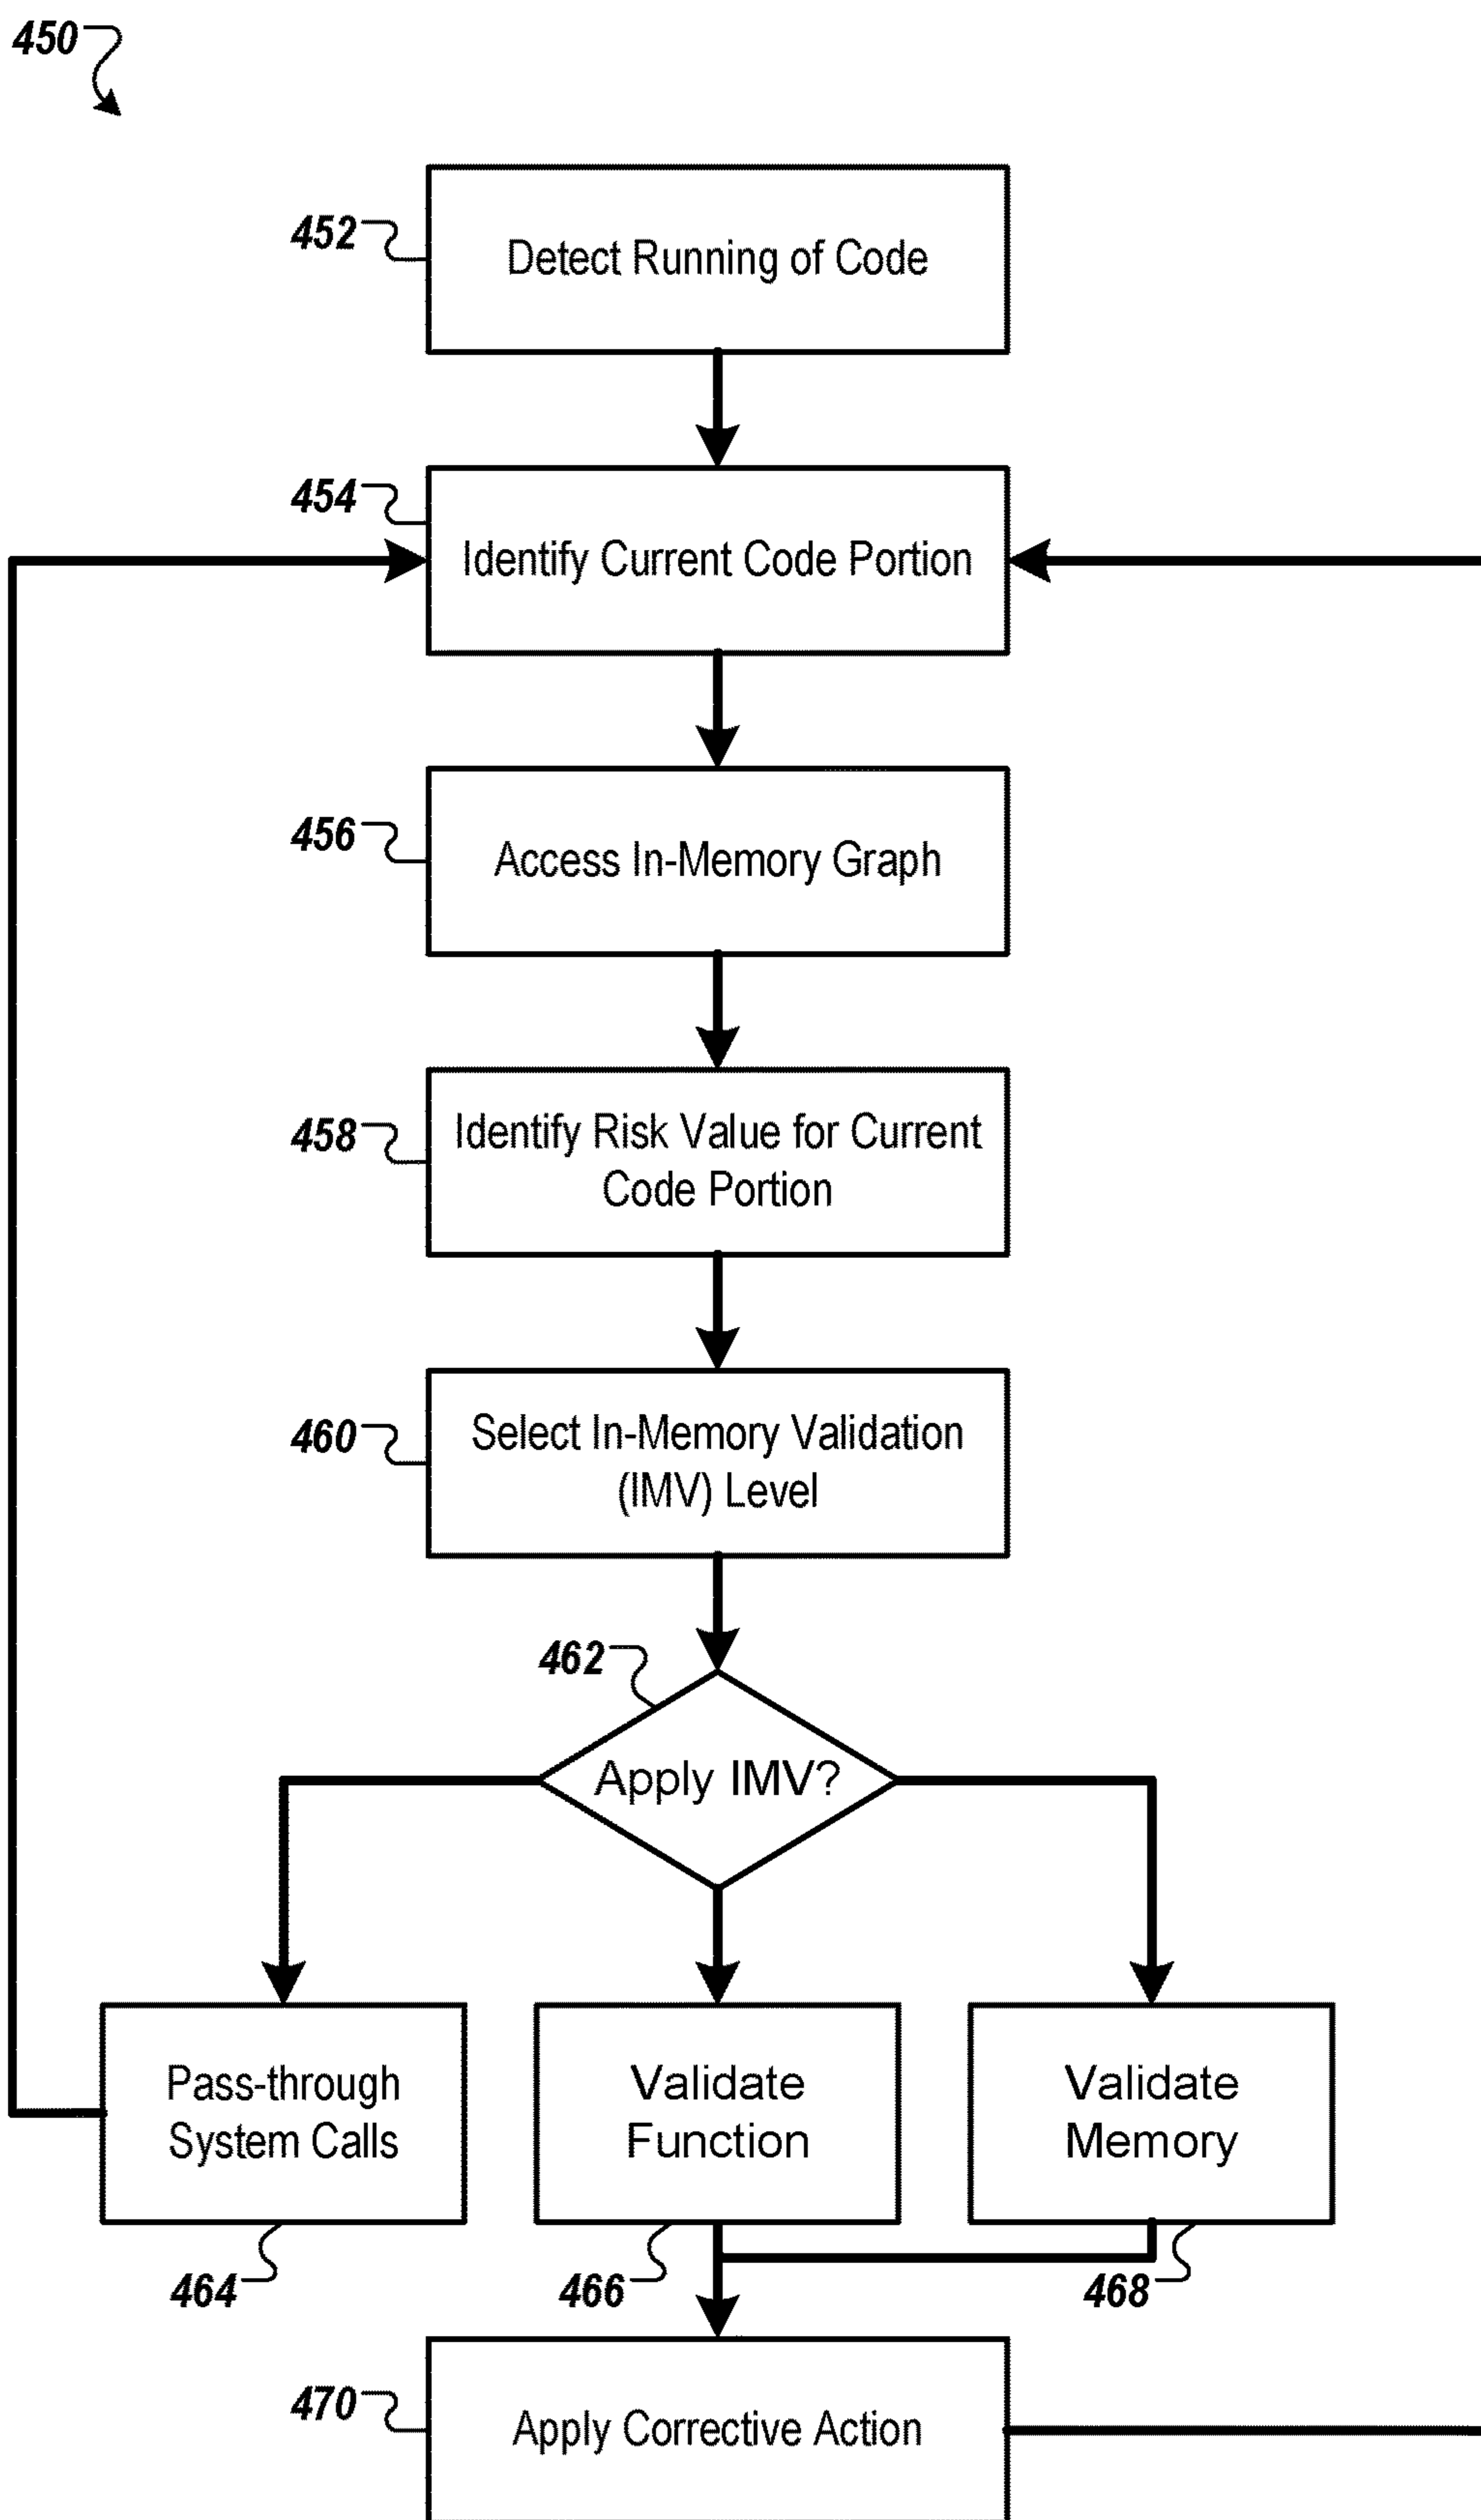 450
452
Detect Running of Code
454
Identify Current Code Portion
456
Access In-Memory Graph
458
Identify Risk Value for Current
Code Portion
460
Select In-Memory Validation
(IMV) Level
462
Apply IMV?
Pass-through
System Calls
464
Validate
Function
466
Validate
Memory
468
470
Apply Corrective Action